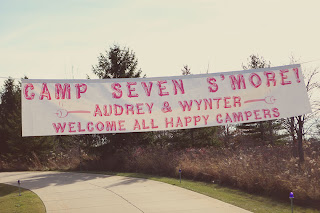 CAMP SEVEN S'MORE!
AUDREY & WYNTER
WELCOME ALL HAPPY CAMPERS